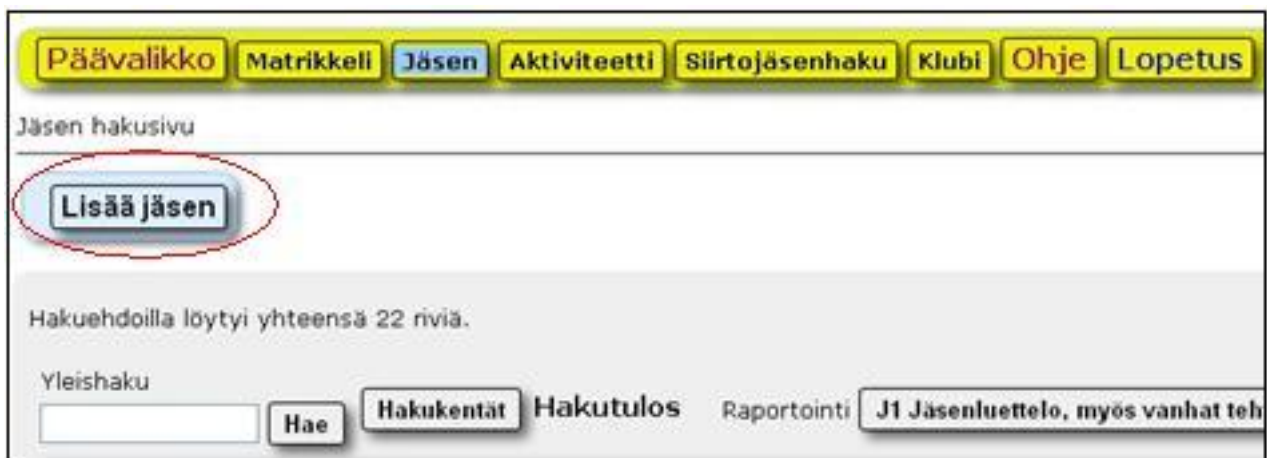 Päävalikko Matrikkeli Jäsen Aktiviteetti Siirtojäsenhaku Klubi Ohje Lopetus
Jäsen hakusivu
Lisää jäsen
Hakuehdoilla löytyi yhteensä 22 riviä.
Yleishaku
Hae Hakukentät Hakutulos Raportointi J1 Jäsenluettelo, myös vanhat teh